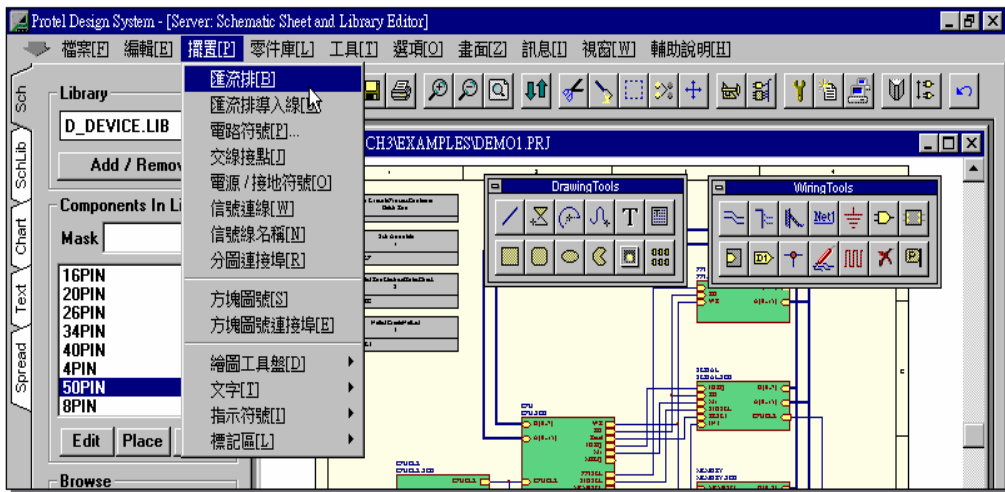 Protel Design System - [Server: Schematic Sheet and Library Editor]
檔案[F] 編輯[E] 擺置[P] 零件庫[L] 工具[T] 選項[O] 畫面[Z] 訊息[I] 視窗[W] 輔助說明[H]
Sch
SchLib
Chart
Text
Spread
Library
D_DEVICE.LIB
Add / Remov
Components In Li
Mask
16PIN
20PIN
26PIN
34PIN
40PIN
4PIN
50PIN
8PIN
Edit Place
Browse
匯流排[B]
匯流排導入線
電路符號[P]...
交線接點[J]
電源 / 接地符號[O]
信號連線[W]
信號線名稱[N]
分圖連接埠[R]
方塊圖號[S]
方塊圖號連接埠[E]
繪圖工具盤[D]
文字[T]
指示符號[I]
標記區[L]
CH3\EXAMPLES\DEMO1.PRJ
DrawingTools
T
WiringTools
Net1
D1
P
CPU
MEMORY